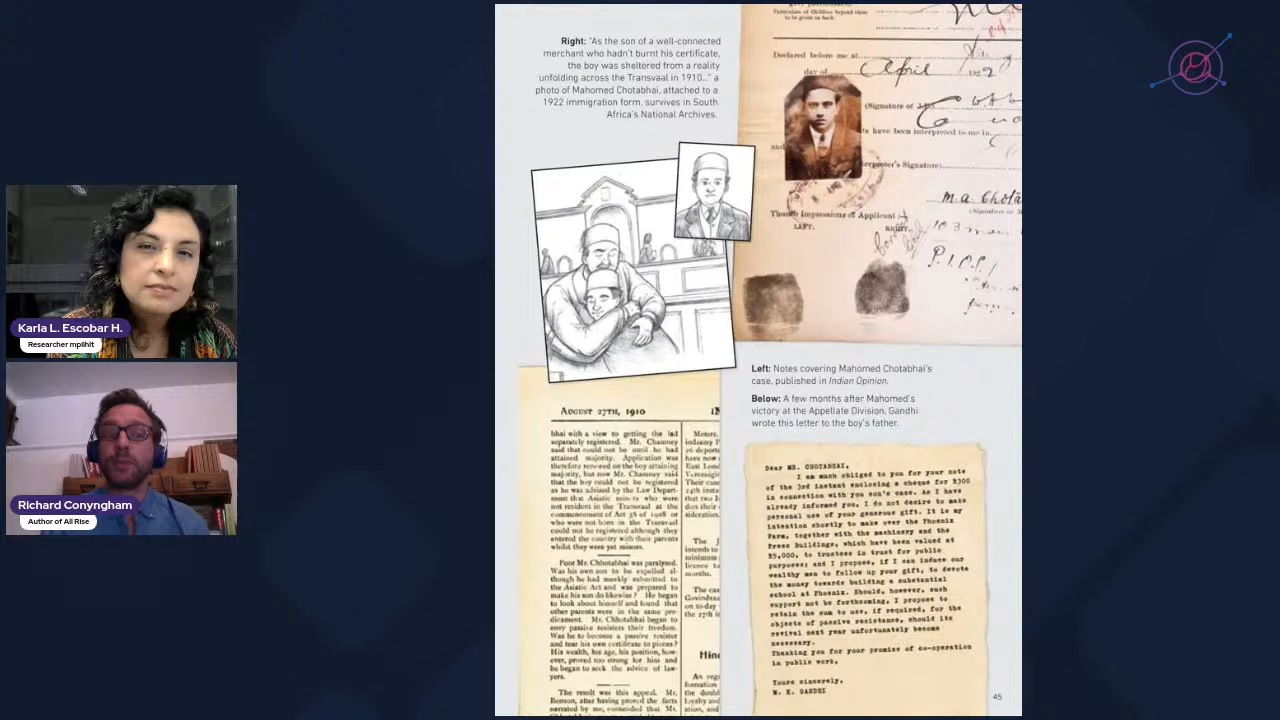 Right: "As the son of a well-connected
merchant who hadn't burnt his certificate,
the boy was sheltered from a reality
unfolding across the Transvaal in 1910..." a
photo of Mahomed Chotabhai, attached to a
1922 immigration form, survives in South
Africa's National Archives.
Particulars of Children beyond
to be given on back.
Declared before me at
day of April 1922
(Signature of J.P.)
have been interpreted to me in
and
Interpreter's Signature)
Thumb Impressions of Applicant :—
LEFT. RIGHT.
Karla L. Escobar H.
Researcher mpilhlt
Richard Conyngham
Author of All Rise
Left: Notes covering Mahomed Chotabhai's
case, published in Indian Opinion.
Below: A few months after Mahomed's
victory at the Appellate Division, Gandhi
wrote this letter to the boy's father.
AUGUST 27TH, 1910
bhai with a view to getting the lad
separately registered. Mr. Chamney
said that could not be until he had
attained majority. Application was
therefore renewed on the boy attaining
majority, but now Mr. Chamney said
that the boy could not be registered
as he was advised by the Law Depart-
ment that Asiatic minors who were
not resident in the Transvaal at the
commencement of Act 36 of 1908 or
who were not born in the Transvaal
could not be registered although they
entered the country with their parents
whilst they were yet minors.
Poor Mr. Chhotabhai was paralysed.
Was his own son to be expelled al-
though he had meekly submitted to
the Asiatic Act and was prepared to
make his son do likewise? He began
to look about himself and found that
other parents were in the same pre-
dicament. Mr. Chhotabhai began to
envy passive resisters their freedom.
Was he to become a passive resister
and tear his own certificate to pieces?
His wealth, his age, his position, how-
ever, proved too strong for him and
he began to seek the advice of law-
yers.
The result was this appeal. Mr.
Benson, after having proved the facts
narrated by me, contended that Mr.
Dear MR. CHOTABHAI,
I am much obliged to you for your note
of the 3rd instant enclosing a cheque for £300
in connection with you son's case. As I have
already informed you, I do not desire to make
personal use of your generous gift. It is my
intention shortly to make over the Phoenix
Farm, together with the machinery and the
Press Buildings, which have been valued at
£5,000, to trustees in trust for public
purposes; and I propose, if I can induce our
wealthy men to follow up your gift, to devote
the money towards building a substantial
school at Phoenix. Should, however, such
support not be forthcoming, I propose to
retain the sum to use, if required, for the
objects of passive resistance, should its
revival next year unfortunately become
necessary.
Thanking you for your promise of co-operation
in public work,
Yours sincerely,
M. K. GANDHI
45